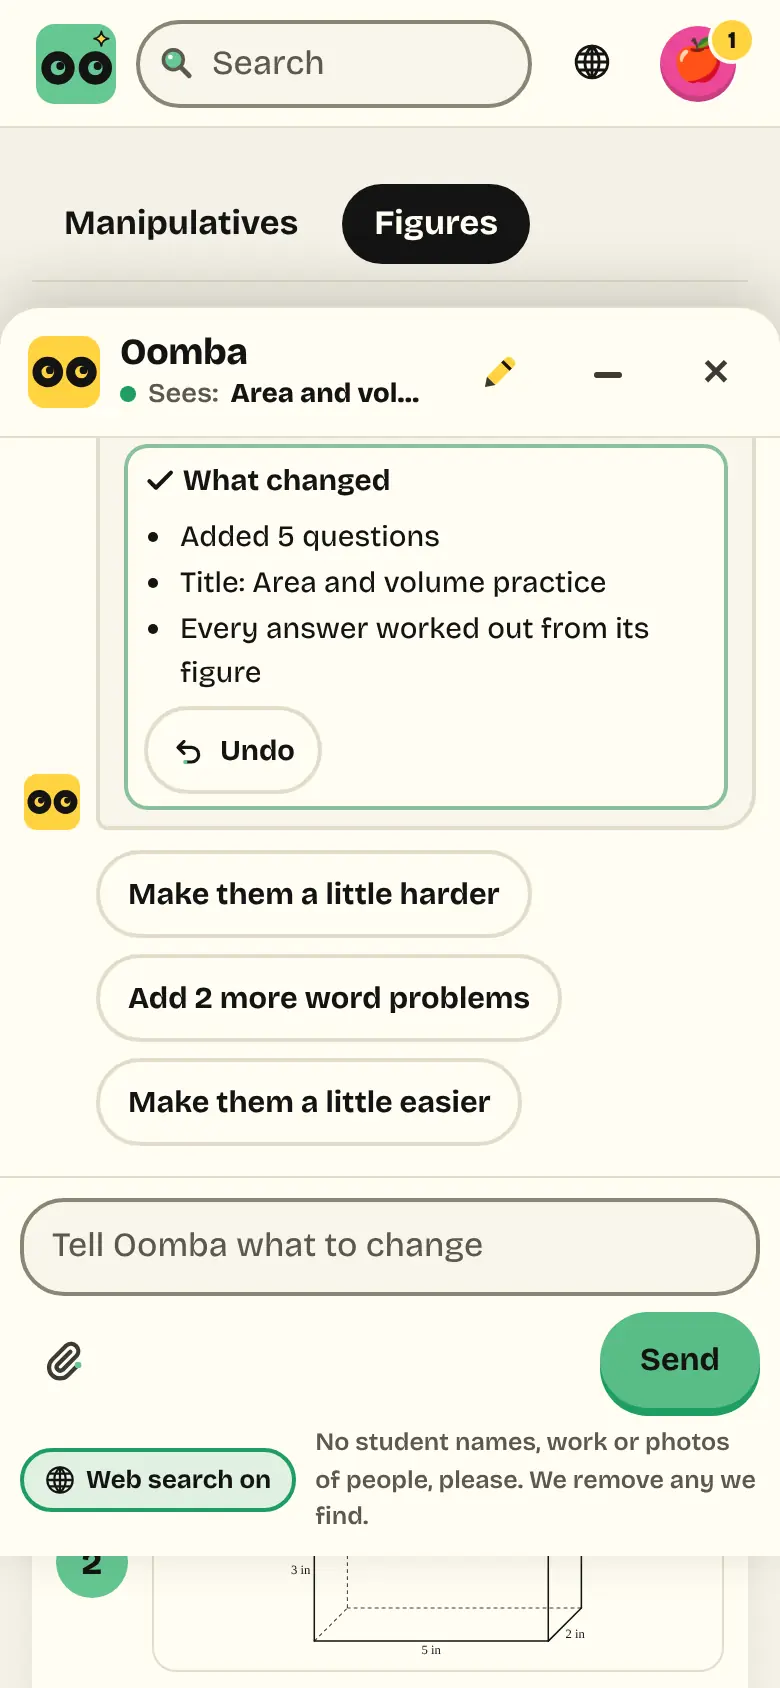 Search
1
Manipulatives
Figures
Oomba
Sees: Area and vol...
What changed
Added 5 questions
Title: Area and volume practice
Every answer worked out from its
figure
Undo
Make them a little harder
Add 2 more word problems
Make them a little easier
Tell Oomba what to change
Send
Web search on
No student names, work or photos
of people, please. We remove any we
find.
2
3 in
2 in
5 in